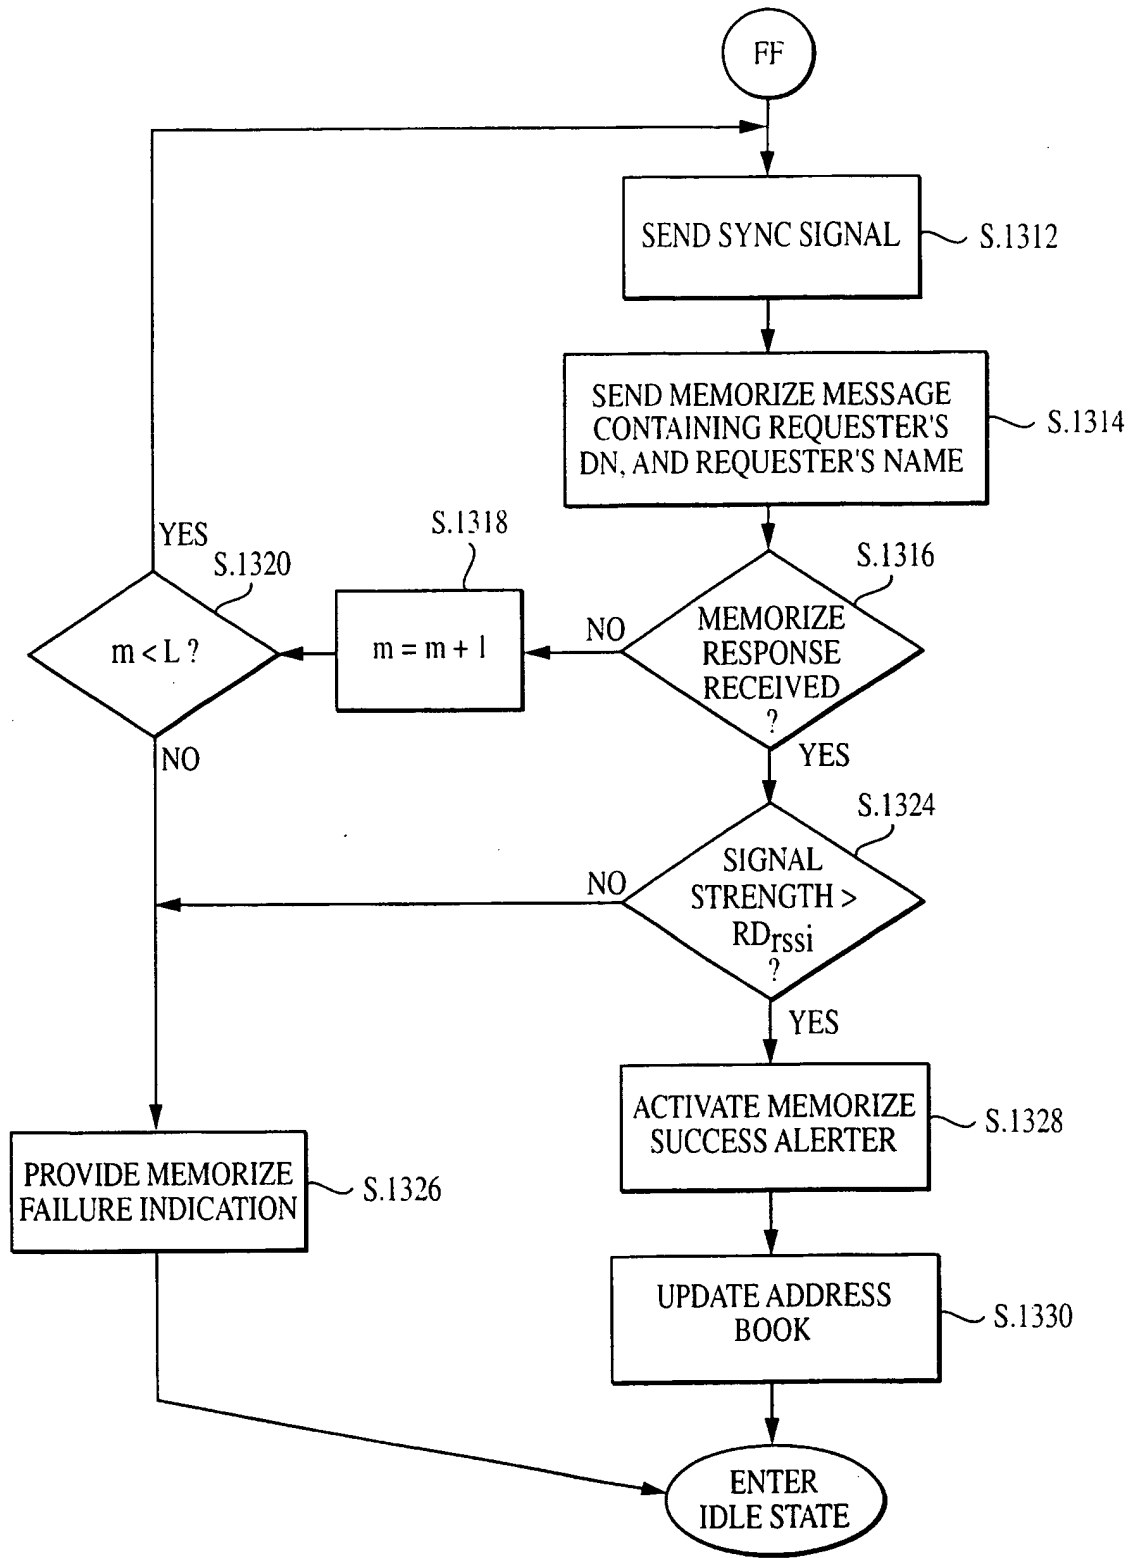 FF
SEND SYNC SIGNAL
S.1312
SEND MEMORIZE MESSAGE
CONTAINING REQUESTER'S
DN, AND REQUESTER'S NAME
S.1314
MEMORIZE
RESPONSE
RECEIVED
?
S.1316
NO
YES
m = m + 1
S.1318
m < L ?
S.1320
YES
NO
SIGNAL
STRENGTH >
RDrssi
?
S.1324
NO
YES
ACTIVATE MEMORIZE
SUCCESS ALERTER
S.1328
PROVIDE MEMORIZE
FAILURE INDICATION
S.1326
UPDATE ADDRESS
BOOK
S.1330
ENTER
IDLE STATE